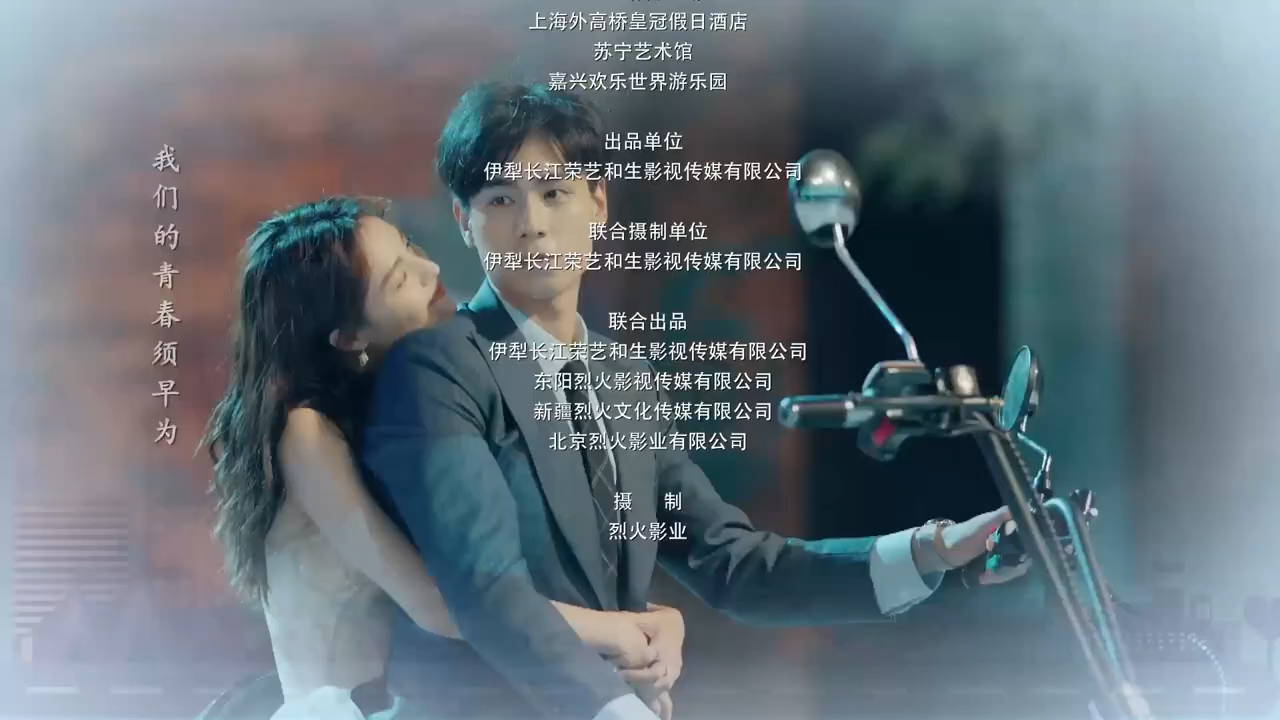 上海外高桥皇冠假日酒店
苏宁艺术馆
嘉兴欢乐世界游乐园
出品单位
伊犁长江荣艺和生影视传媒有限公司
联合摄制单位
伊犁长江荣艺和生影视传媒有限公司
联合出品
伊犁长江荣艺和生影视传媒有限公司
东阳烈火影视传媒有限公司
新疆烈火文化传媒有限公司
北京烈火影业有限公司
摄 制
烈火影业
我们的青春须早为